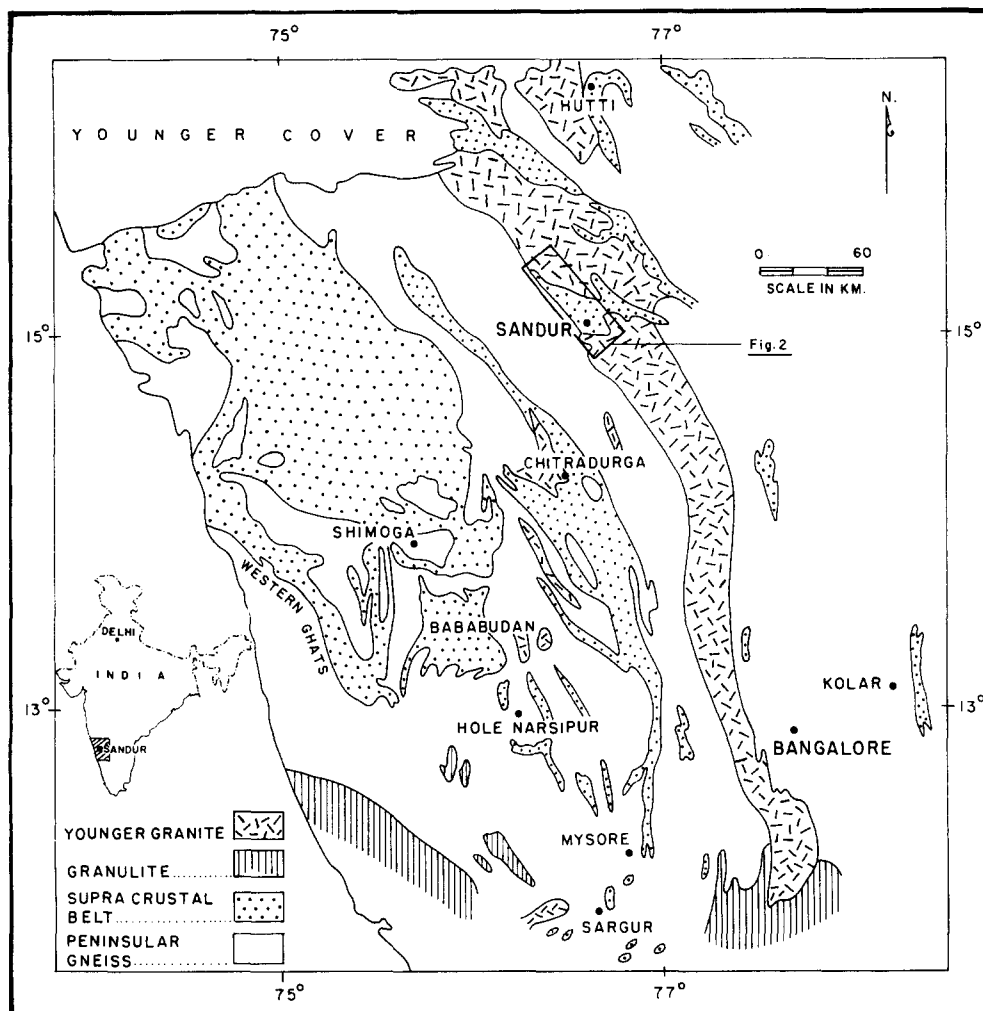 75°
77°
HUTTI
N.
YOUNGER COVER
0 60
SCALE IN KM.
15°
SANDUR
15°
Fig. 2
CHITRADURGA
SHIMOGA
WESTERN GHATS
BABABUDAN
DELHI
INDIA
KOLAR
13°
13°
HOLE NARSIPUR
BANGALORE
SANDUR
YOUNGER GRANITE
MYSORE
GRANULITE..........
SUPRA CRUSTAL
BELT..................
SARGUR
PENINSULAR
GNEISS..............
75°
77°